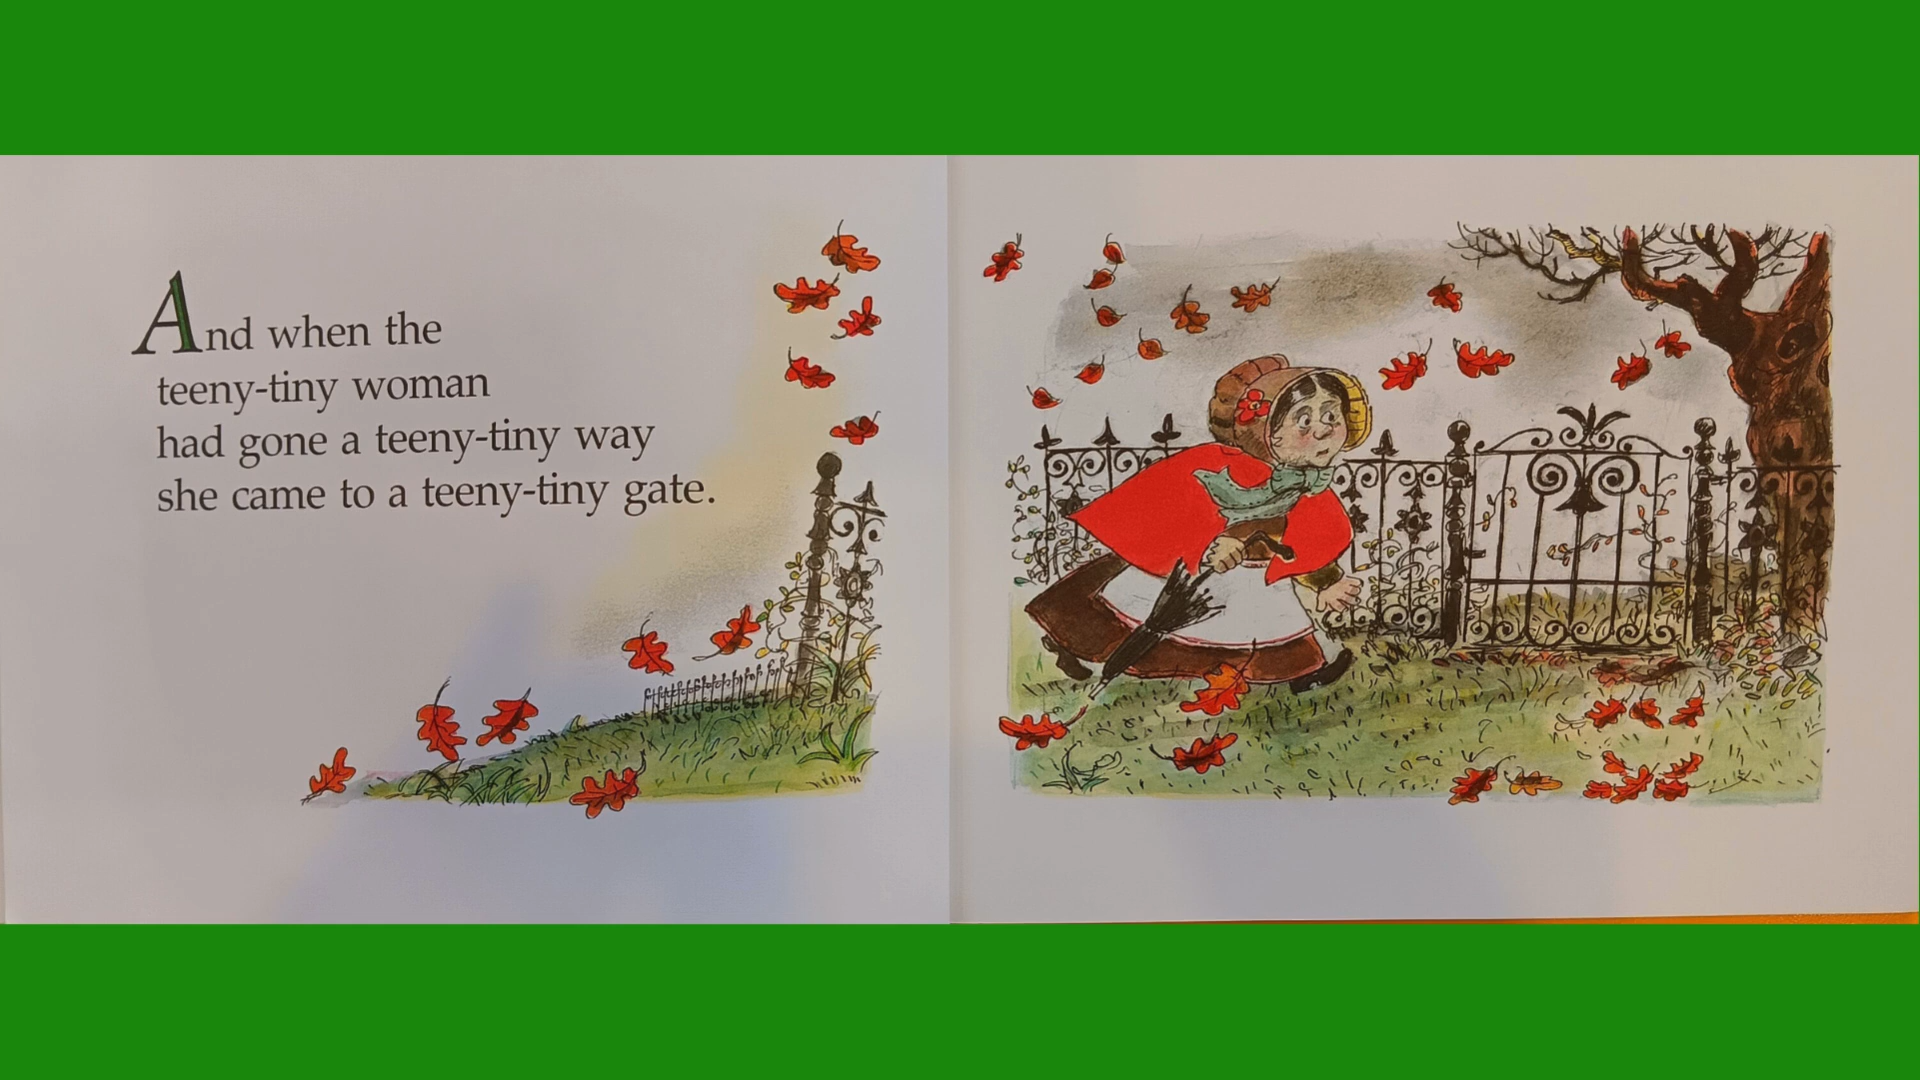 And when the
teeny-tiny woman
had gone a teeny-tiny way
she came to a teeny-tiny gate.